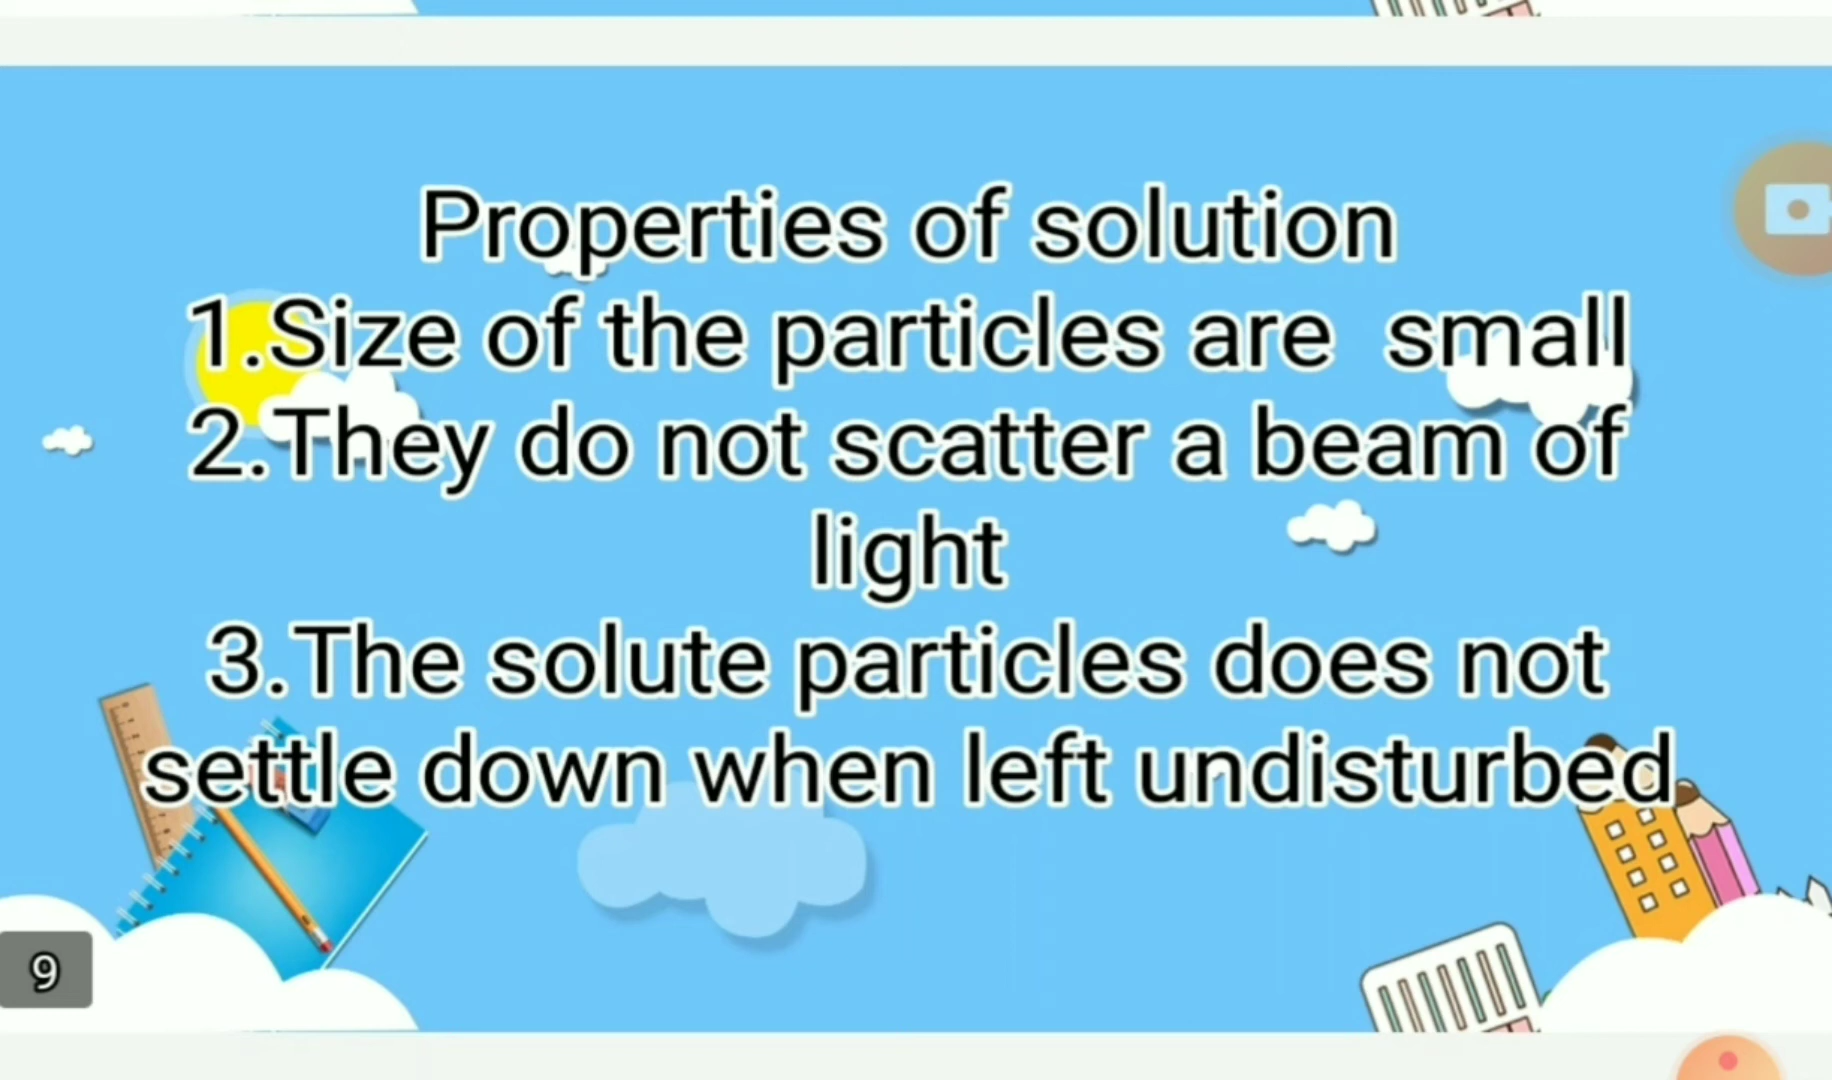 Properties of solution
1.Size of the particles are small
2.They do not scatter a beam of
light
3.The solute particles does not
settle down when left undisturbed
9